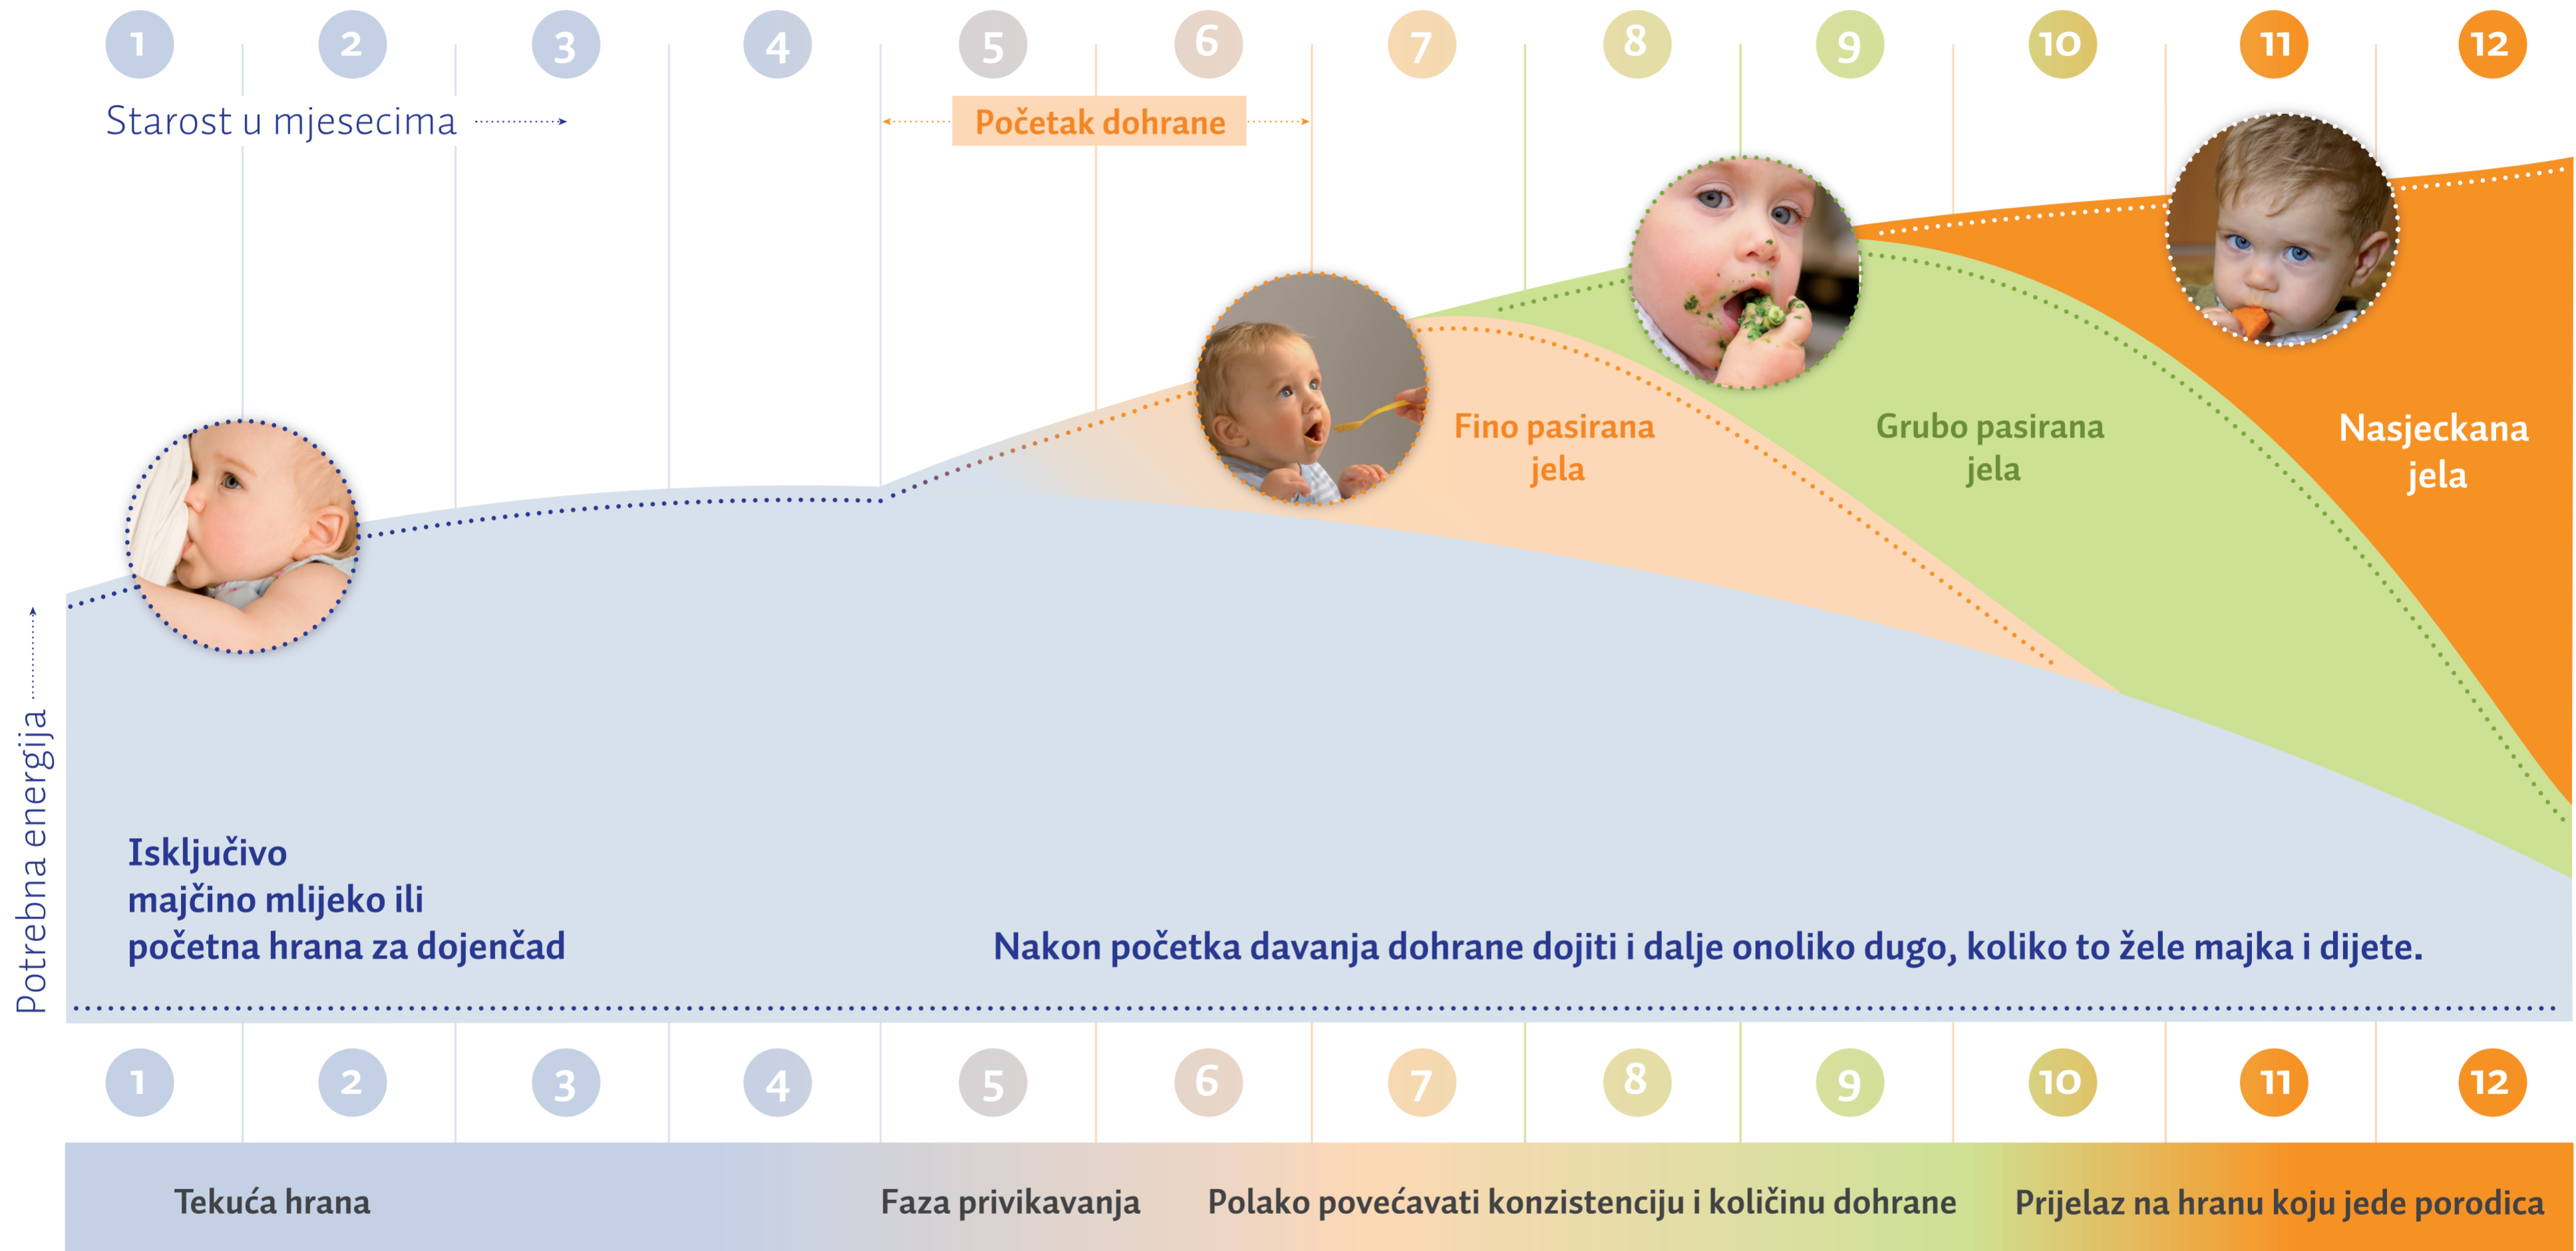 1 2 3 4 5 6 7 8 9 10 11 12
Starost u mjesecima
Početak dohrane
Fino pasirana
jela
Grubo pasirana
jela
Nasjeckana
jela
Potrebna energija
Isključivo
majčino mlijeko ili
početna hrana za dojenčad
Nakon početka davanja dohrane dojiti i dalje onoliko dugo, koliko to žele majka i dijete.
1 2 3 4 5 6 7 8 9 10 11 12
Tekuća hrana
Faza privikavanja
Polako povećavati konzistenciju i količinu dohrane
Prijelaz na hranu koju jede porodica